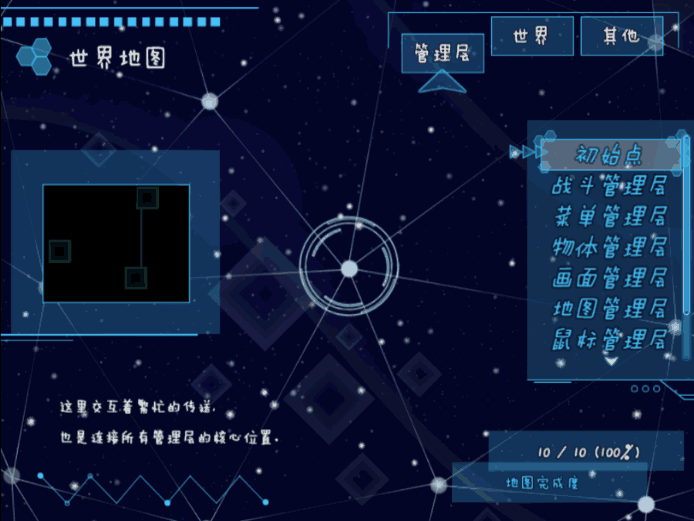 世界地图
管理层
世界
其他
初始点
战斗管理层
菜单管理层
物体管理层
画面管理层
地图管理层
鼠标管理层
这里交互着繁忙的传送，
也是连接所有管理层的核心位置。
10 / 10 (100%)
地图完成度